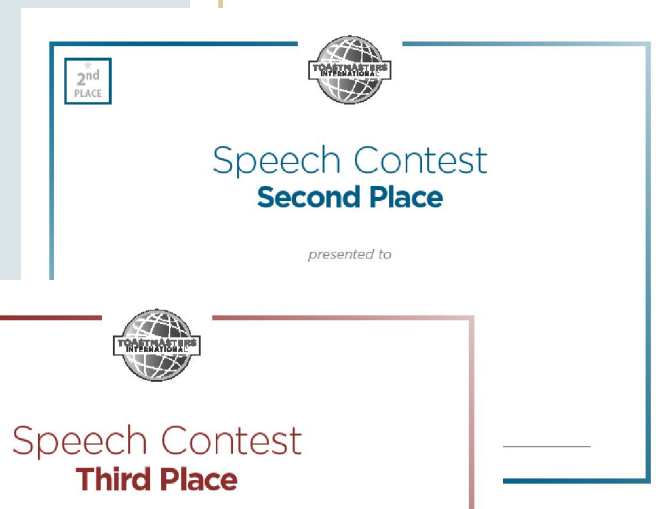 2nd
PLACE
TOASTMASTERS
INTERNATIONAL
Speech Contest
Second Place
presented to
TOASTMASTERS
INTERNATIONAL
Speech Contest
Third Place